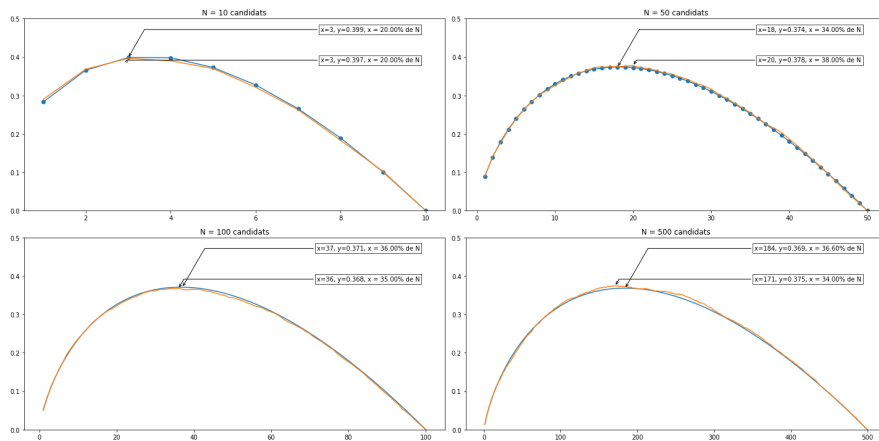 N = 10 candidats
0.5
0.4
0.3
0.2
0.1
0.0
x=3, y=0.399, x = 20.00% de N
x=3, y=0.397, x = 20.00% de N
2 4 6 8 10
N = 50 candidats
0.5
0.4
0.3
0.2
0.1
0.0
x=18, y=0.374, x = 34.00% de N
x=20, y=0.378, x = 38.00% de N
0 10 20 30 40 50
N = 100 candidats
0.5
0.4
0.3
0.2
0.1
0.0
x=37, y=0.371, x = 36.00% de N
x=36, y=0.368, x = 35.00% de N
0 20 40 60 80 100
N = 500 candidats
0.5
0.4
0.3
0.2
0.1
0.0
x=184, y=0.369, x = 36.60% de N
x=171, y=0.375, x = 34.00% de N
0 100 200 300 400 500